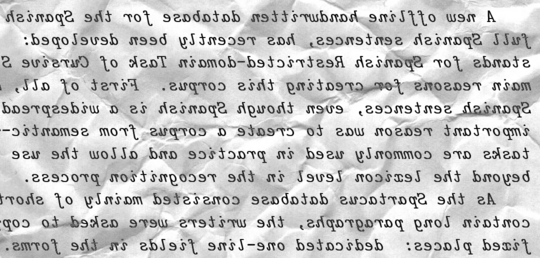 A new offline handwritten database for the Spanish
full Spanish sentences, has recently been developed:
stands for Spanish Restricted-domain Task of Cursive S
main reasons for creating this corpus. First of all,
Spanish sentences, even though Spanish is a widespread
important reason was to create a corpus from semantic-
tasks are commonly used in practice and allow the use
beyond the lexicon level in the recognition process.
As the Spartacus database consisted mainly of short
contain long paragraphs, the writers were asked to copy
fixed places: dedicated one-line fields in the forms.